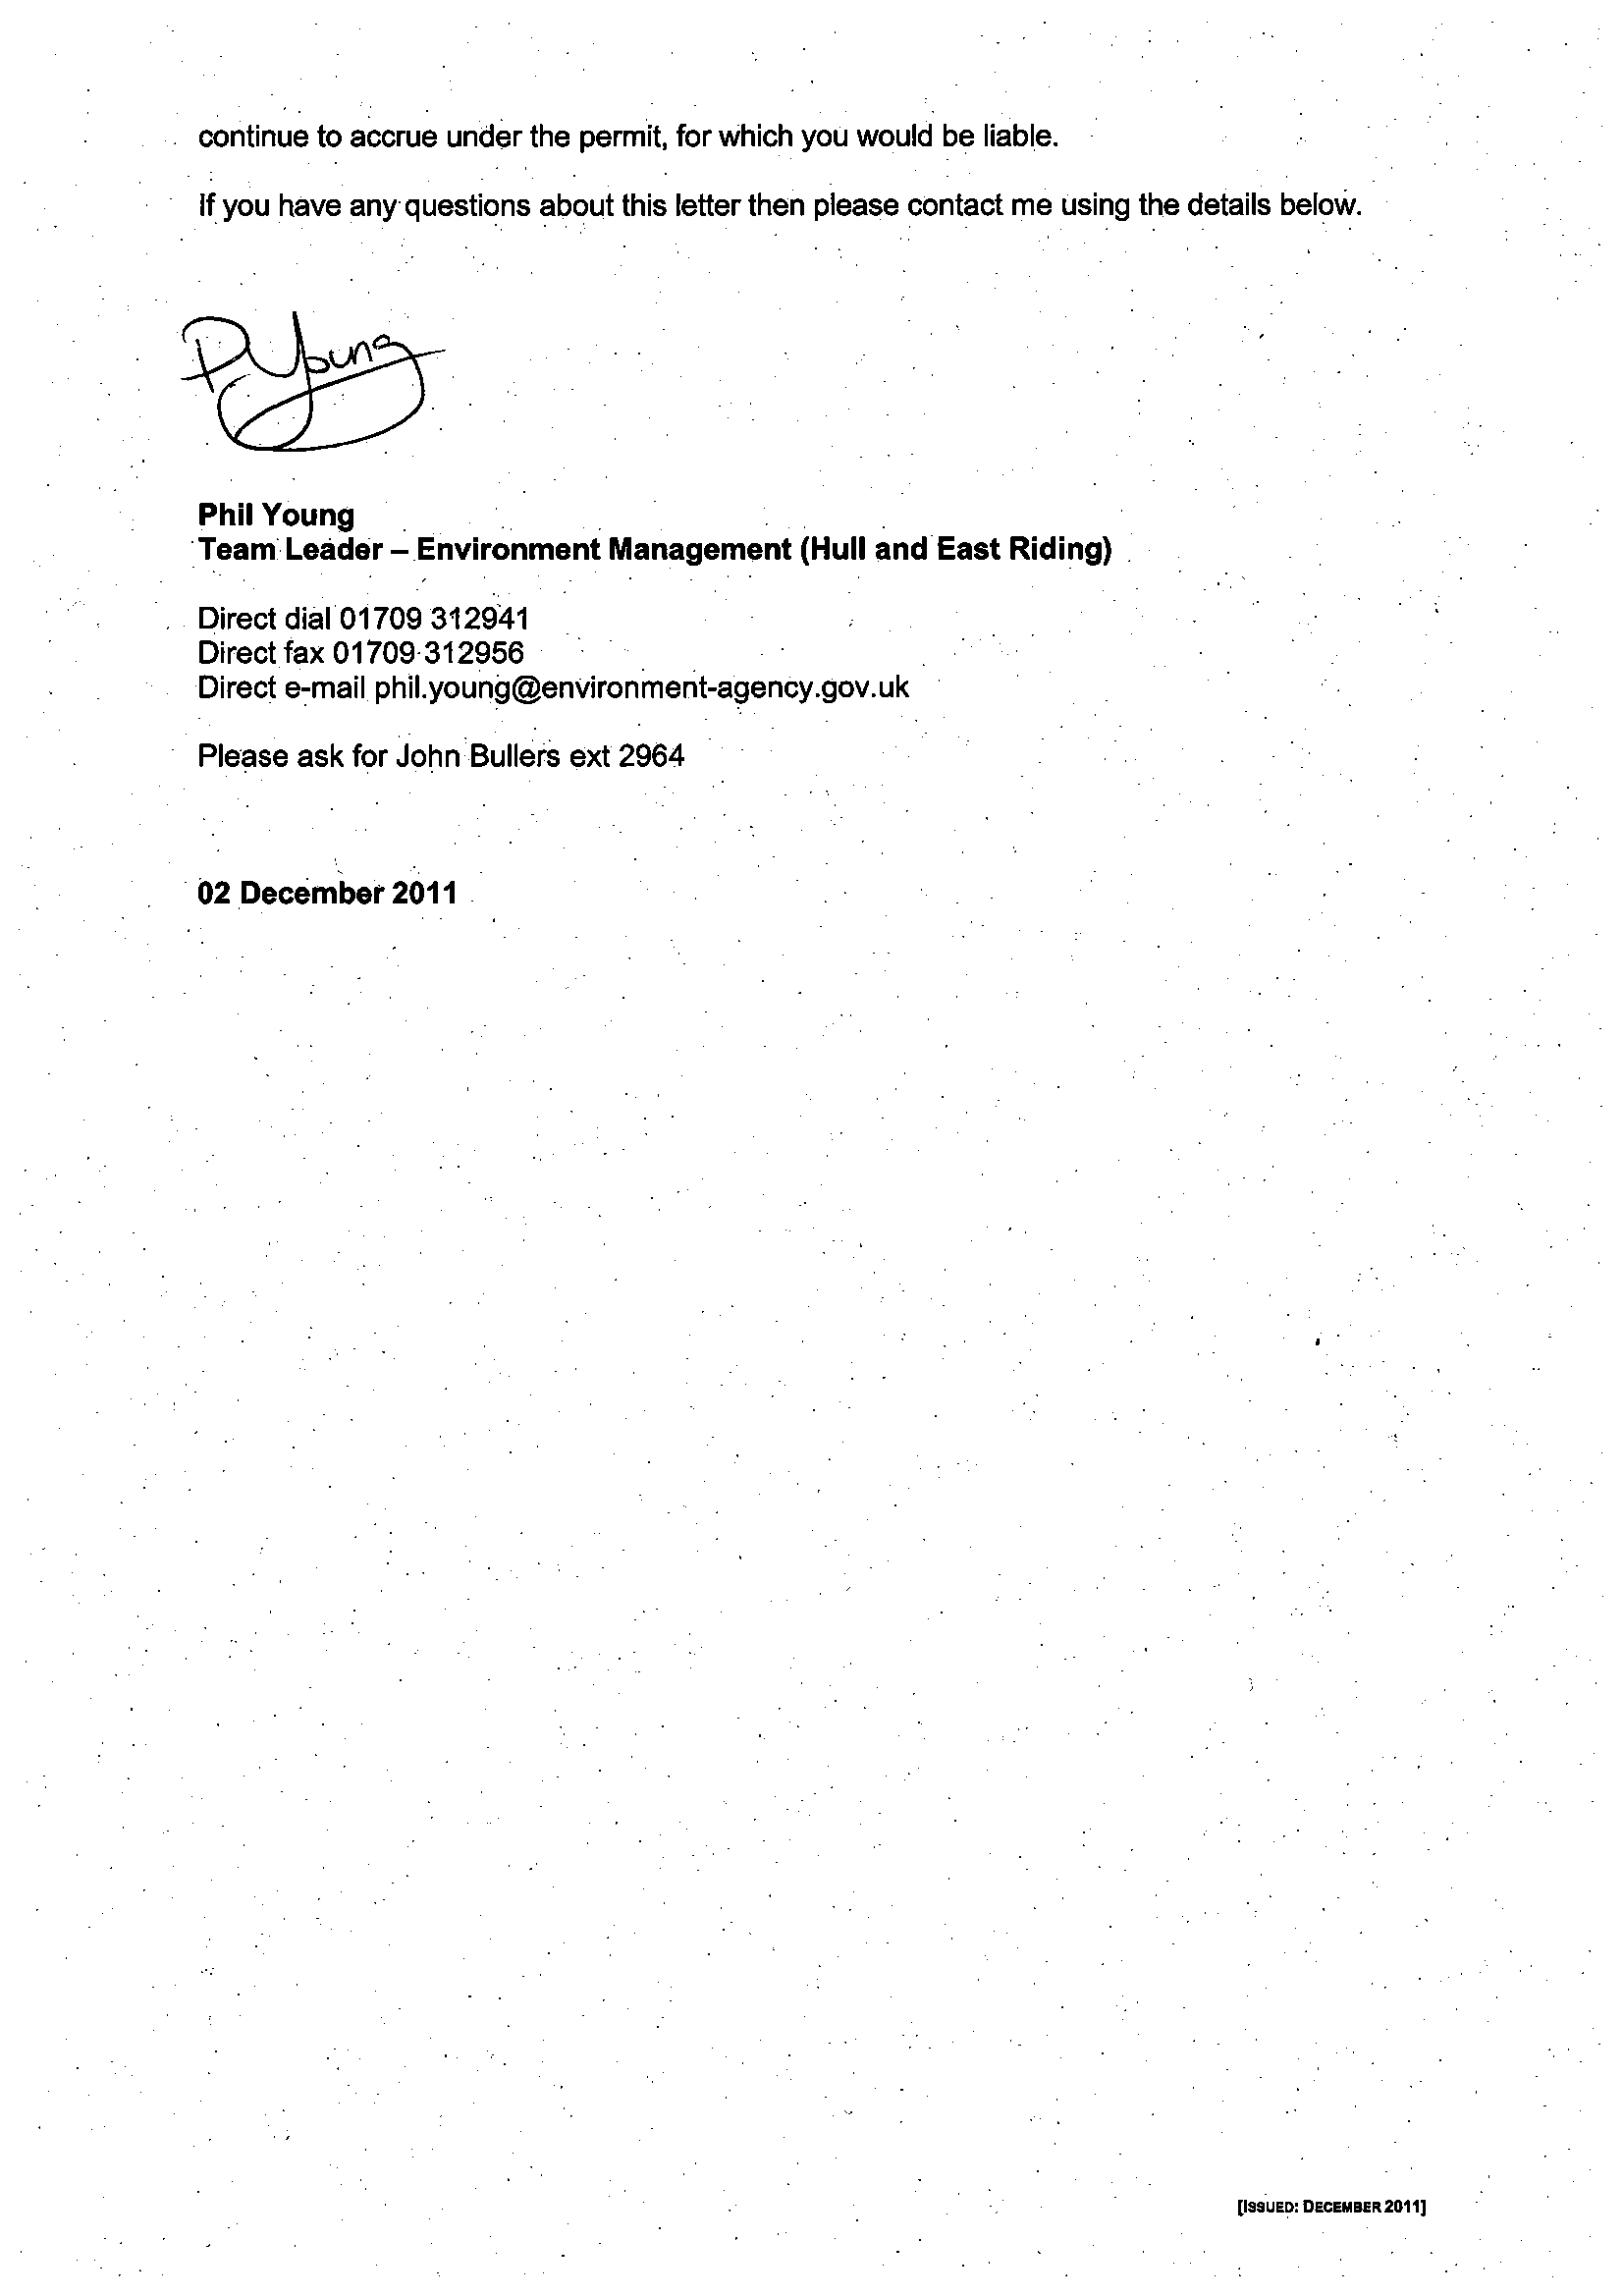 continue to accrue under the permit, for which you would be liable.
If you have any questions about this letter then please contact me using the details below.
P Young
Phil Young
Team Leader – Environment Management (Hull and East Riding)
Direct dial 01709 312941
Direct fax 01709 312956
Direct e-mail phil.young@environment-agency.gov.uk
Please ask for John Bullers ext 2964
02 December 2011
[ISSUED: DECEMBER 2011]